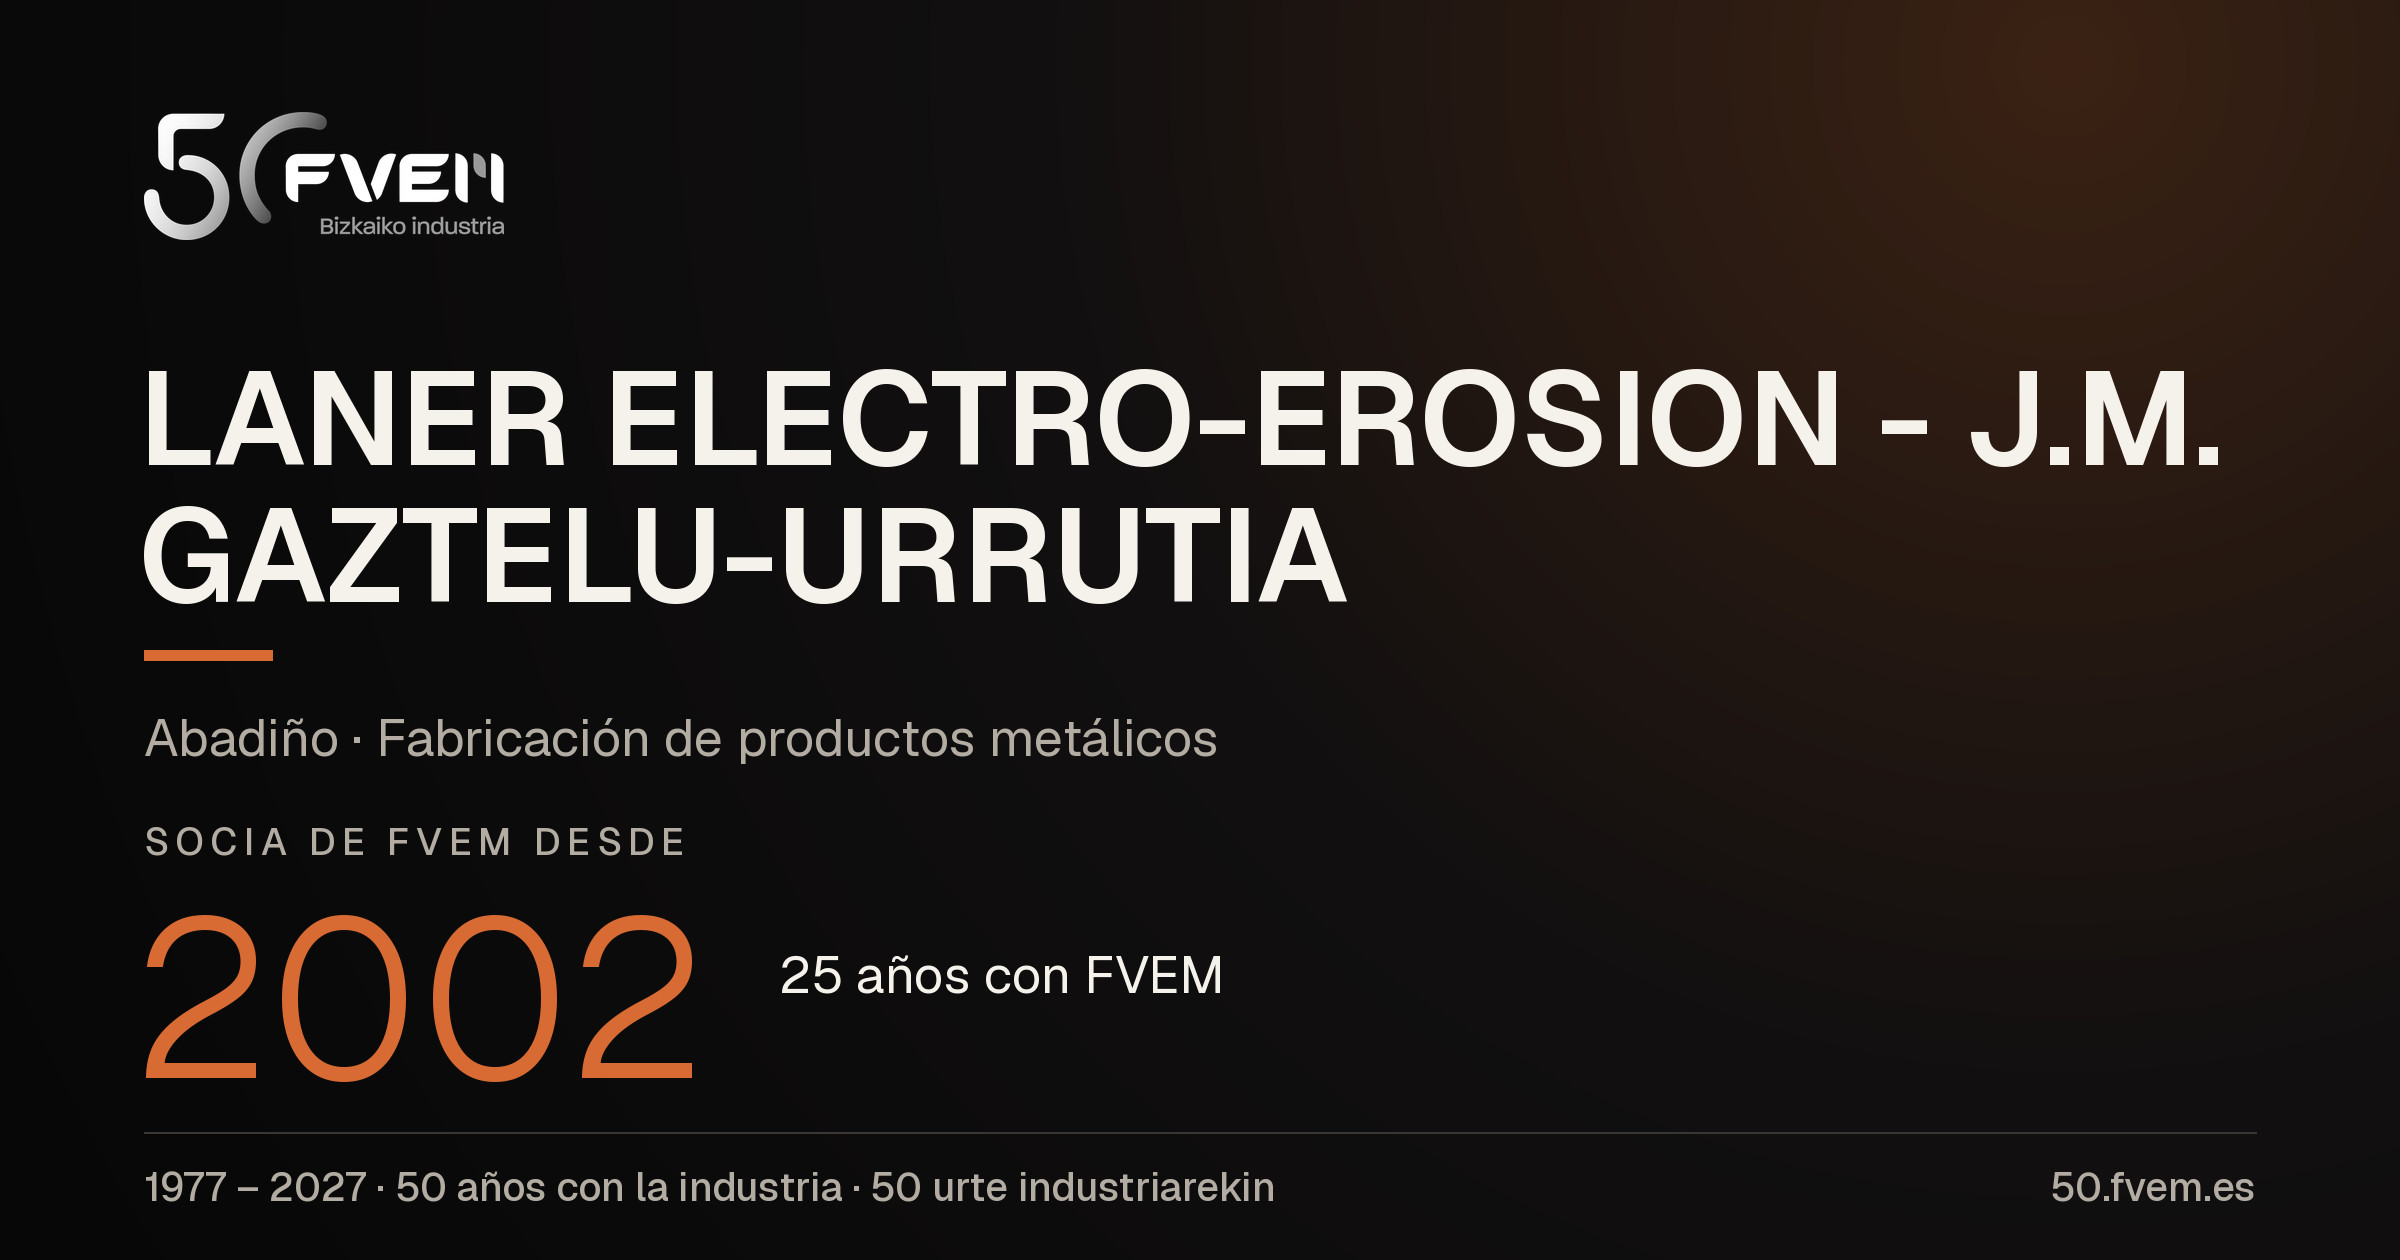 50 FVEM
Bizkaiko industria
LANER ELECTRO-EROSION - J.M.
GAZTELU-URRUTIA
Abadiño · Fabricación de productos metálicos
SOCIA DE FVEM DESDE
2002
25 años con FVEM
1977 – 2027 · 50 años con la industria · 50 urte industriarekin
50.fvem.es